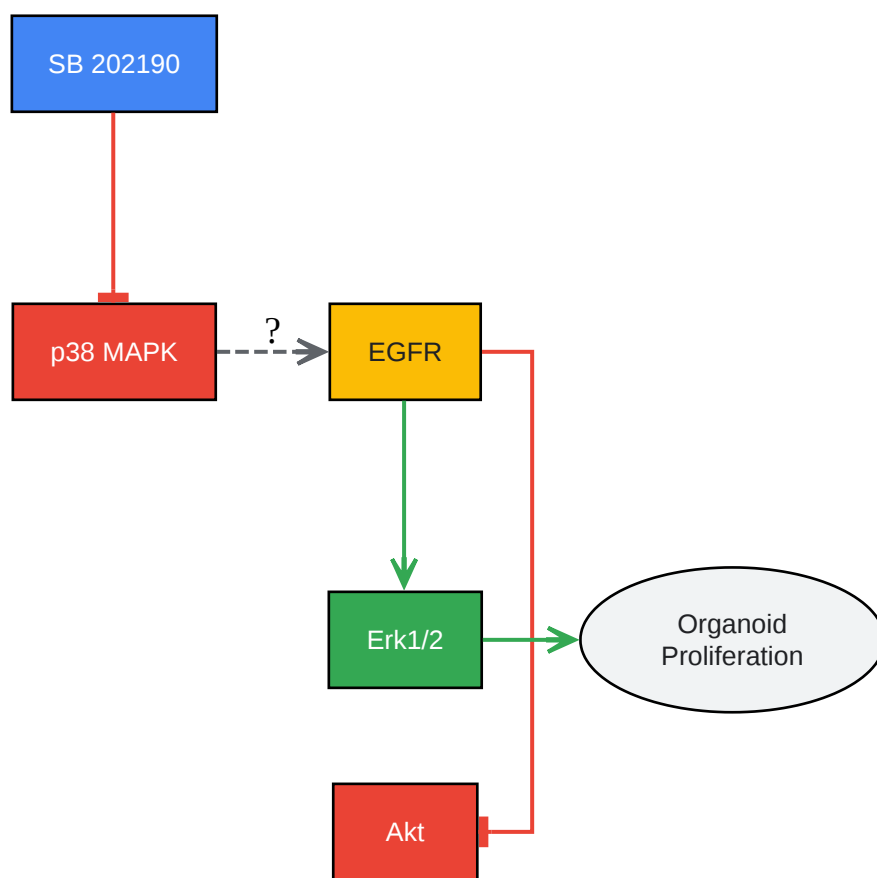 SB 202190
p38 MAPK
?
EGFR
Erk1/2
Organoid
Proliferation
Akt